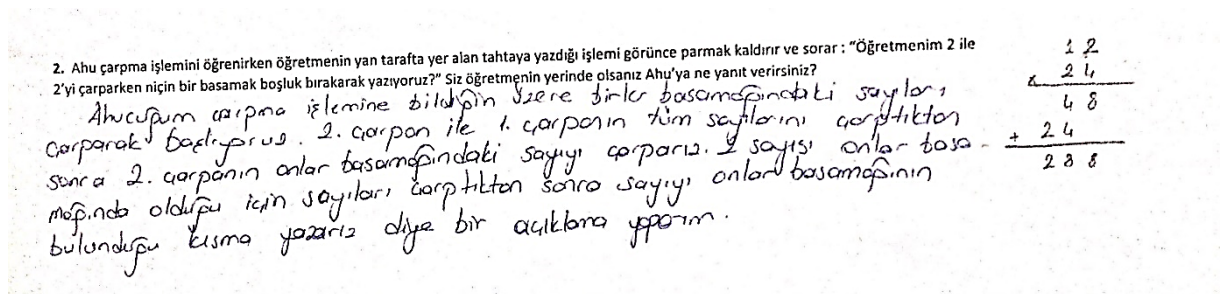 2. Ahu çarpma işlemini öğrenirken öğretmenin yan tarafta yer alan tahtaya yazdığı işlemi görünce parmak kaldırır ve sorar : "Öğretmenim 2 ile
2'yi çarparken niçin bir basamak boşluk bırakarak yazıyoruz?" Siz öğretmenin yerinde olsanız Ahu'ya ne yanıt verirsiniz?
Ahucuğum çarpma işlemine bildiğin üzere birler basamağındaki sayıları
çarparak başlıyoruz. 2. çarpan ile 1. çarpanın tüm sayılarını çarptıktan
sonra 2. çarpanın onlar basamağındaki sayıyı çarparız. 2 sayısı onlar basa-
mağında olduğu için sayıları çarptıktan sonra sayıyı onlar basamağının
bulunduğu kısma yazarız diye bir açıklama yaparım.
12
x 24
48
+ 24
288